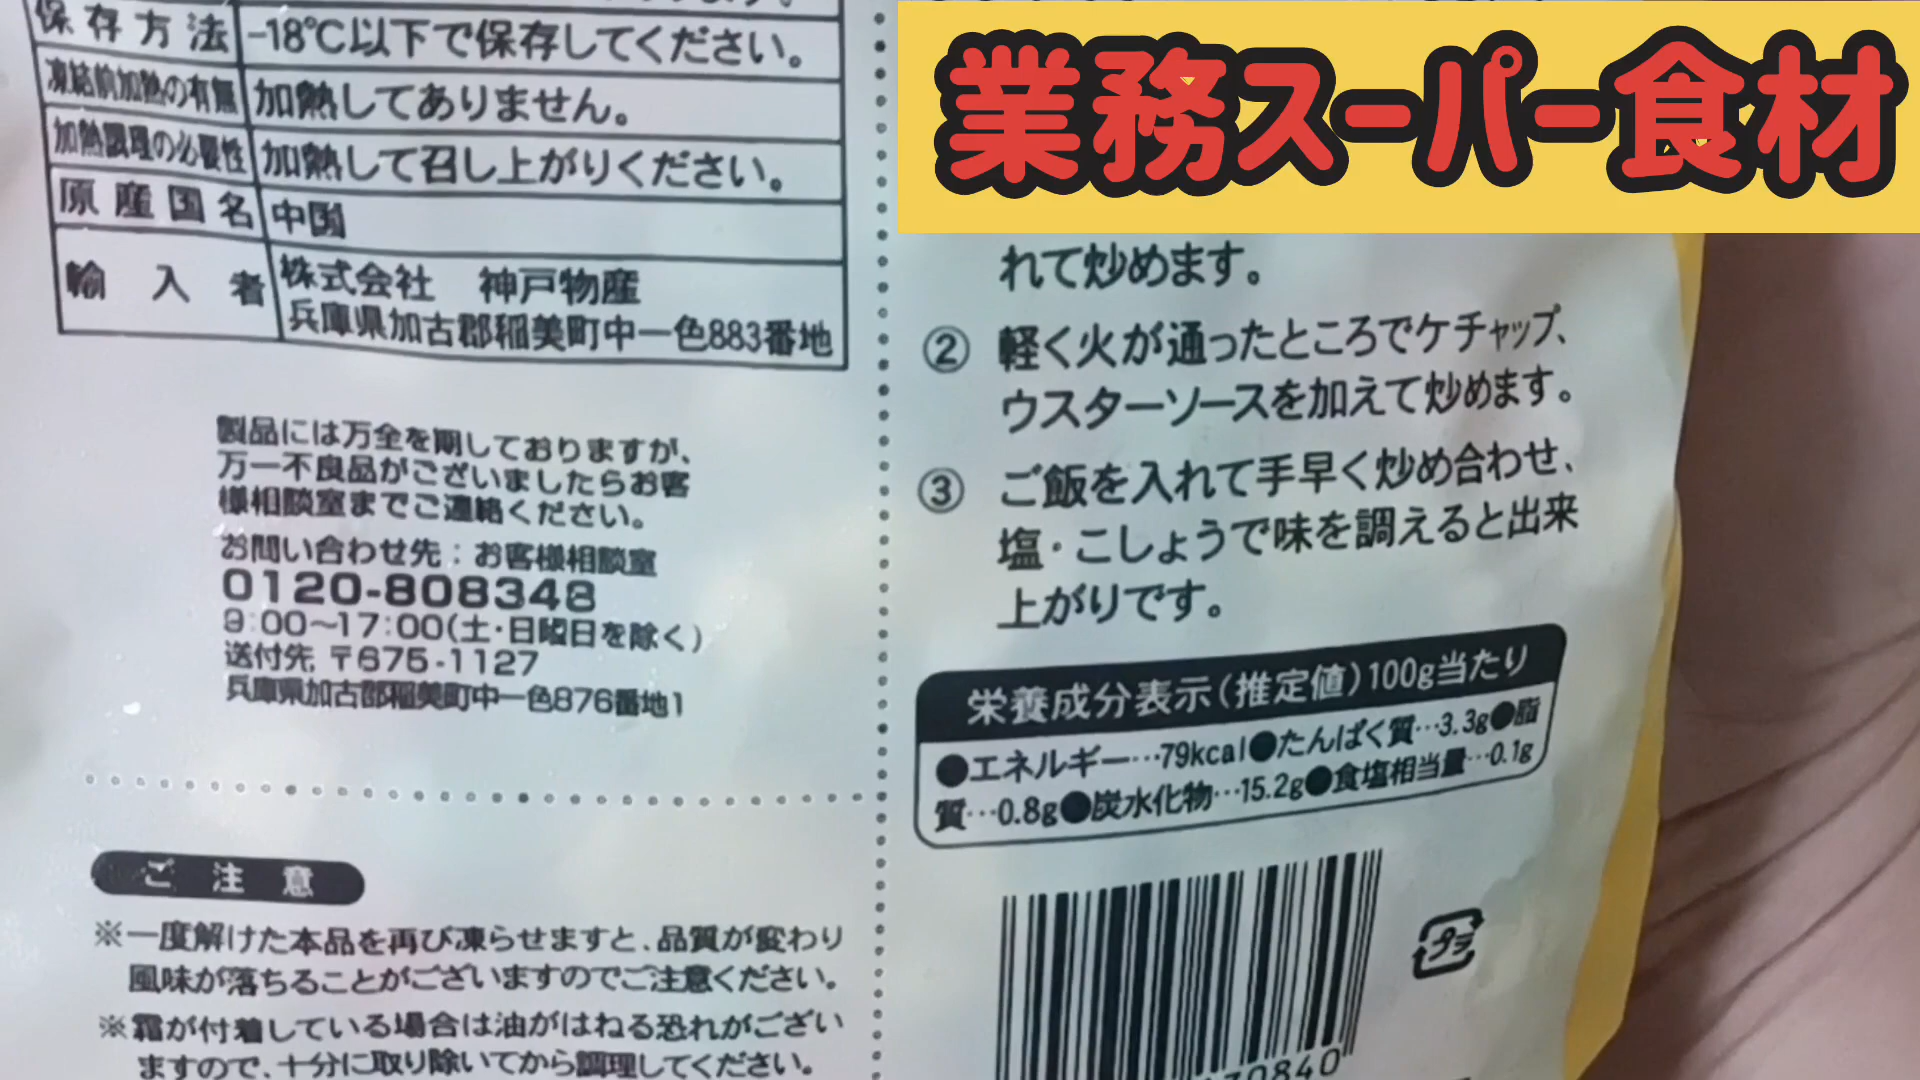 業務スーパー食材
保存方法 -18℃以下で保存してください。
凍結前加熱の有無 加熱してありません。
加熱調理の必要性 加熱して召し上がりください。
原産国名 中国
輸入者 株式会社 神戸物産
兵庫県加古郡稲美町中一色883番地
製品には万全を期しておりますが、
万一不良品がございましたらお客
様相談室までご連絡ください。
お問い合わせ先:お客様相談室
0120-808348
9:00〜17:00(土・日曜日を除く)
送付先 〒675-1127
兵庫県加古郡稲美町中一色876番地1
ご注意
※一度解けた本品を再び凍らせますと、品質が変わり
風味が落ちることがございますのでご注意ください。
※霜が付着している場合は油がはねる恐れがござい
ますので、十分に取り除いてから調理してください。
れて炒めます。
② 軽く火が通ったところでケチャップ、
ウスターソースを加えて炒めます。
③ ご飯を入れて手早く炒め合わせ、
塩・こしょうで味を調えると出来
上がりです。
栄養成分表示(推定値)100g当たり
●エネルギー…79kcal●たんぱく質…3.3g●脂
質…0.8g●炭水化物…15.2g●食塩相当量…0.1g
プラ